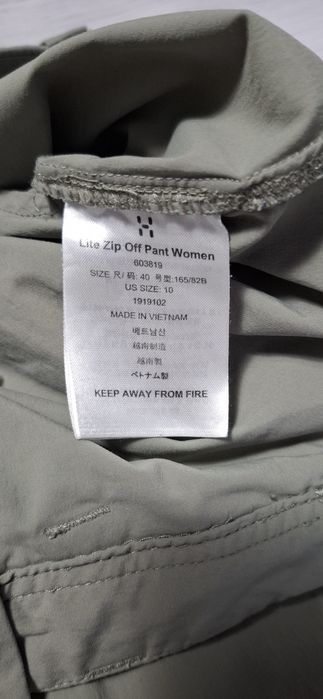 Lite Zip Off Pant Women
603819
SIZE 尺/ 码: 40 号型:165/82B
US SIZE: 10
1919102
MADE IN VIETNAM
베트남산
越南制造
越南製
ベトナム製
KEEP AWAY FROM FIRE